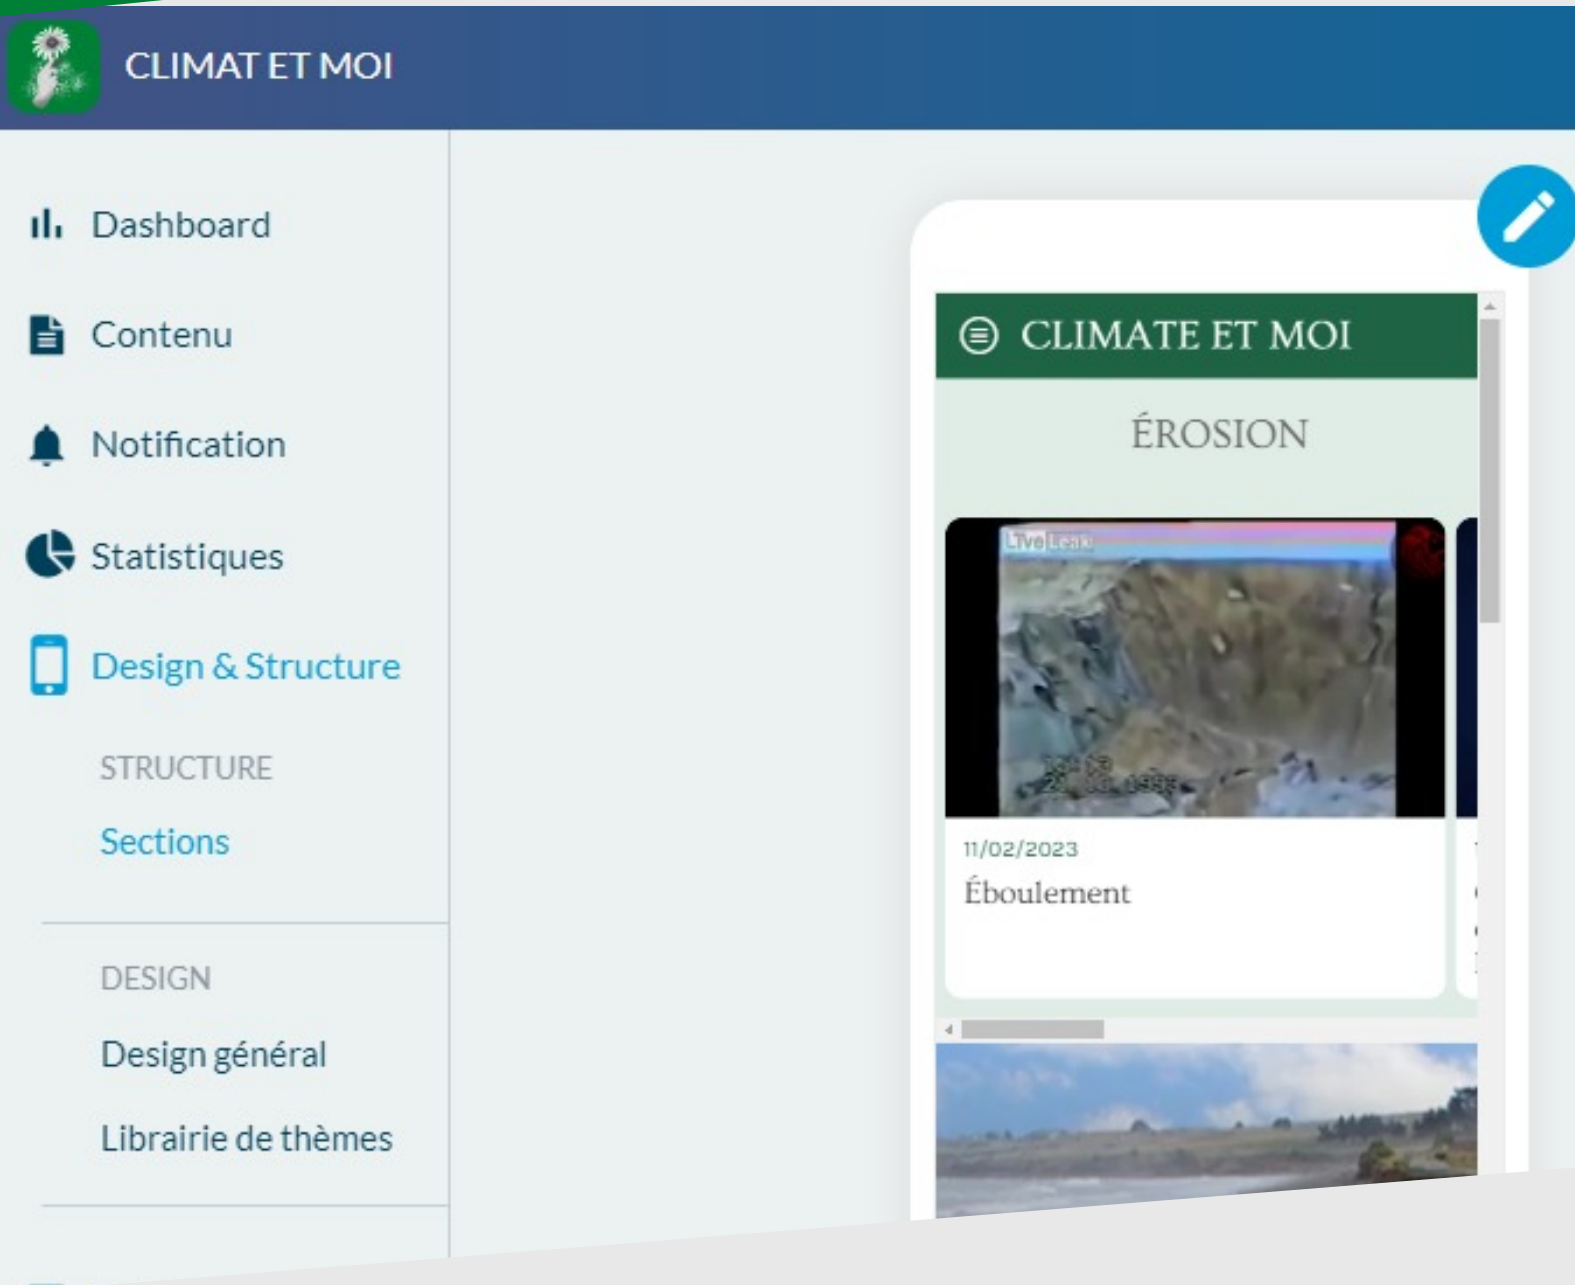 CLIMAT ET MOI
Dashboard
Contenu
Notification
Statistiques
Design & Structure
STRUCTURE
Sections
DESIGN
Design général
Librairie de thèmes
CLIMATE ET MOI
ÉROSION
LiveLeak
11/02/2023
Éboulement